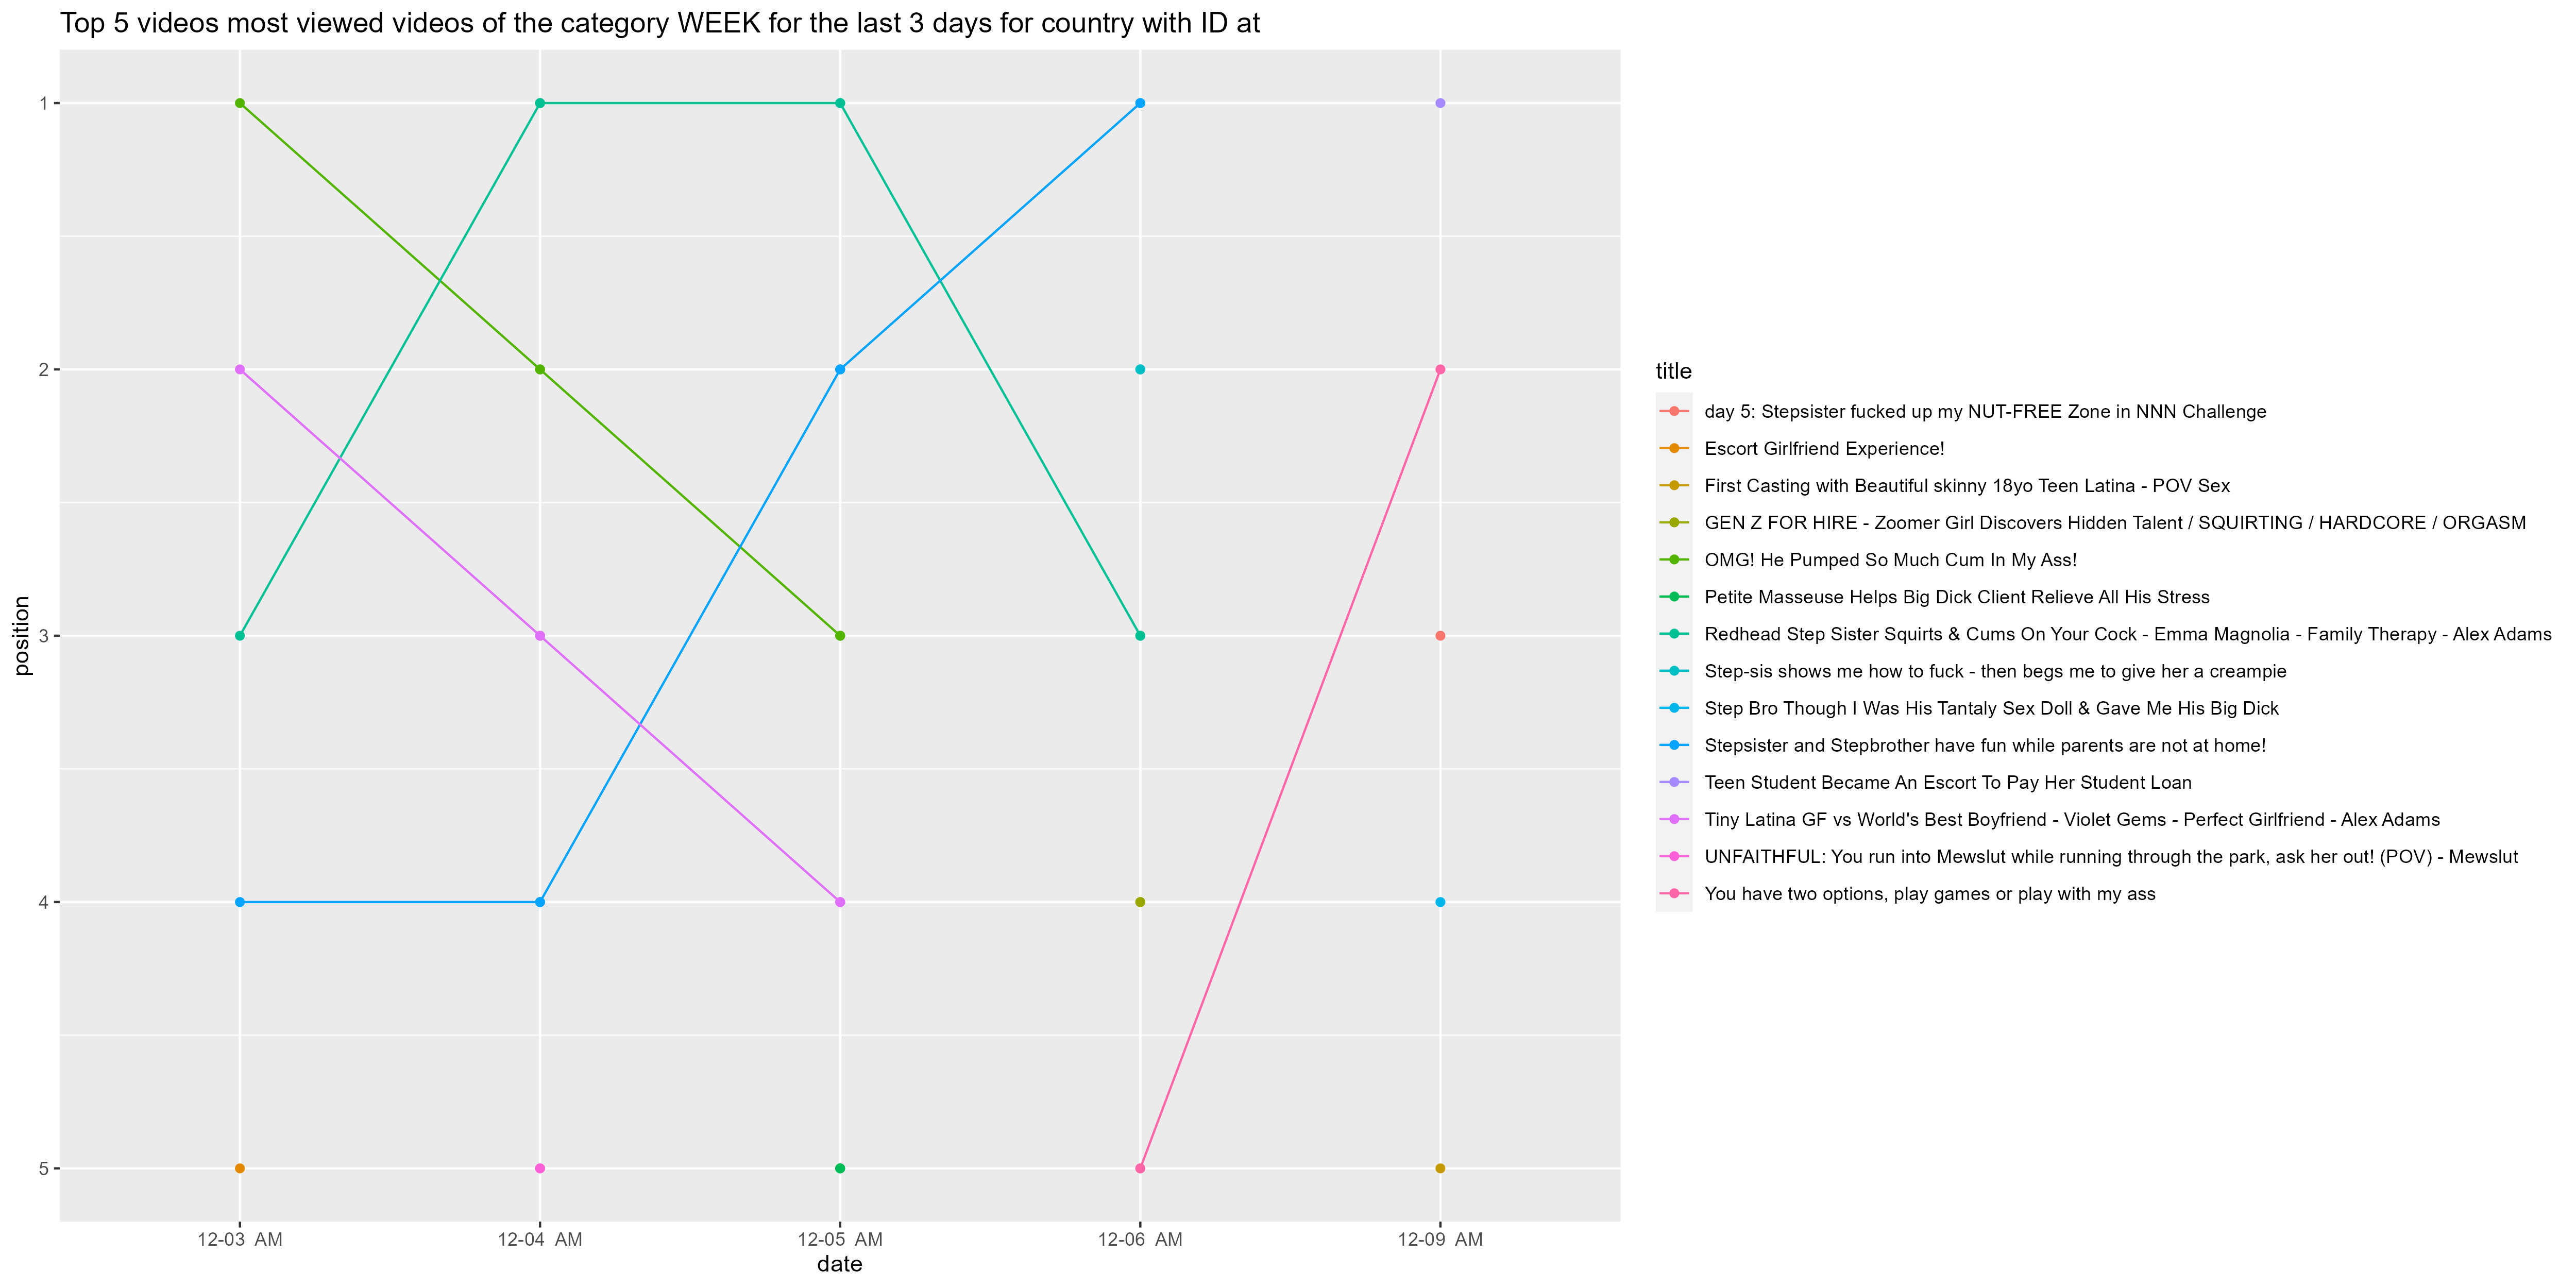 Top 5 videos most viewed videos of the category WEEK for the last 3 days for country with ID at
position
1
2
3
4
5
12-03 AM
12-04 AM
12-05 AM
12-06 AM
12-09 AM
date
title
day 5: Stepsister fucked up my NUT-FREE Zone in NNN Challenge
Escort Girlfriend Experience!
First Casting with Beautiful skinny 18yo Teen Latina - POV Sex
GEN Z FOR HIRE - Zoomer Girl Discovers Hidden Talent / SQUIRTING / HARDCORE / ORGASM
OMG! He Pumped So Much Cum In My Ass!
Petite Masseuse Helps Big Dick Client Relieve All His Stress
Redhead Step Sister Squirts & Cums On Your Cock - Emma Magnolia - Family Therapy - Alex Adams
Step-sis shows me how to fuck - then begs me to give her a creampie
Step Bro Though I Was His Tantaly Sex Doll & Gave Me His Big Dick
Stepsister and Stepbrother have fun while parents are not at home!
Teen Student Became An Escort To Pay Her Student Loan
Tiny Latina GF vs World's Best Boyfriend - Violet Gems - Perfect Girlfriend - Alex Adams
UNFAITHFUL: You run into Mewslut while running through the park, ask her out! (POV) - Mewslut
You have two options, play games or play with my ass